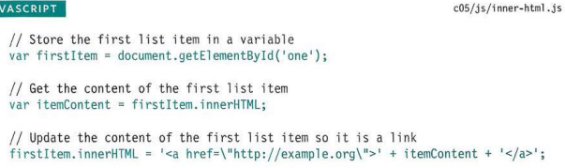 VASCRIPT
c05/js/inner-html.js
// Store the first list item in a variable
var firstItem = document.getElementById('one');
// Get the content of the first list item
var itemContent = firstItem.innerHTML;
// Update the content of the first list item so it is a link
firstItem.innerHTML = '<a href=\"http://example.org\">' + itemContent + '</a>';